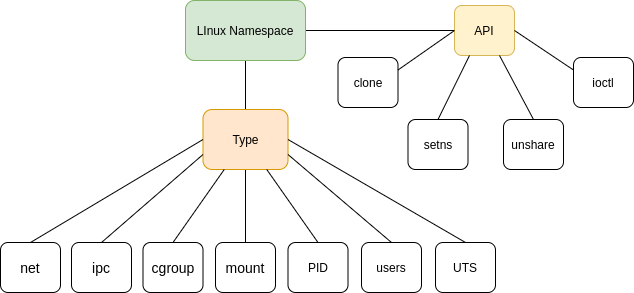 LInux Namespace
API
clone
ioctl
setns
unshare
Type
net
ipc
cgroup
mount
PID
users
UTS